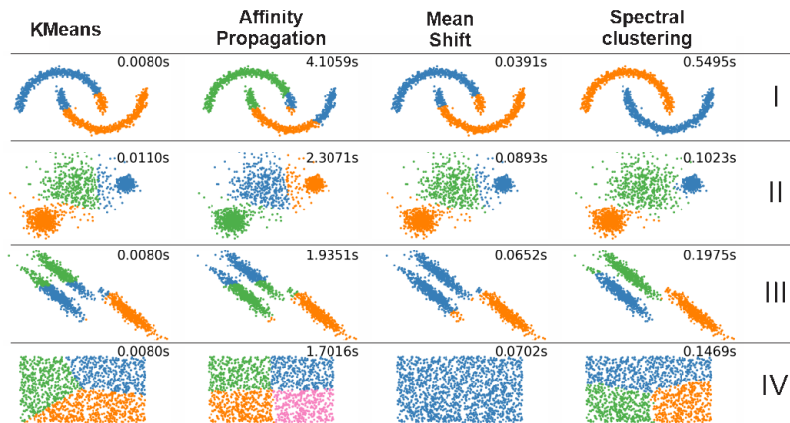 KMeans
Affinity
Propagation
Mean
Shift
Spectral
clustering
0.0080s 4.1059s 0.0391s 0.5495s I
0.0110s 2.3071s 0.0893s 0.1023s II
0.0080s 1.9351s 0.0652s 0.1975s III
0.0080s 1.7016s 0.0702s 0.1469s IV